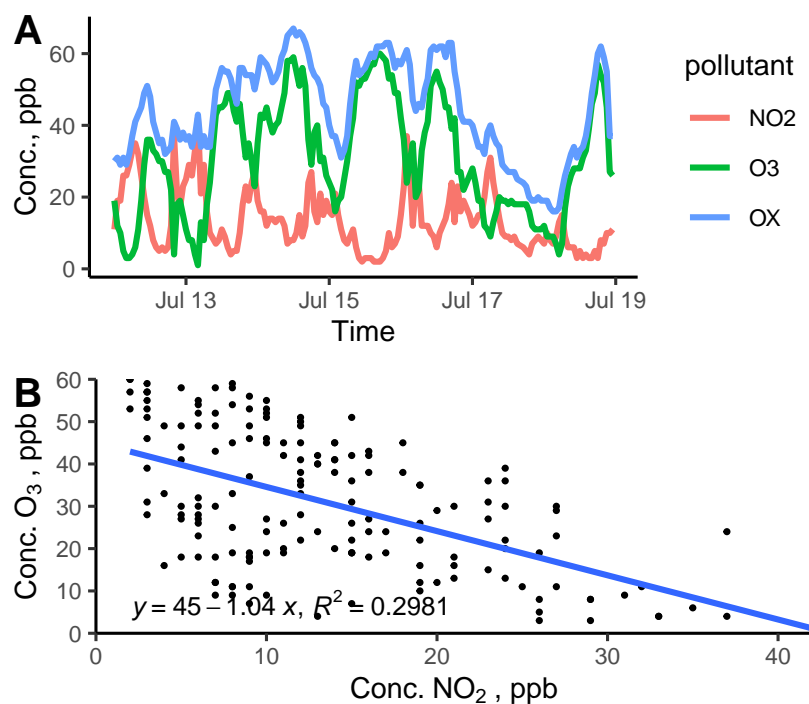 A
Conc., ppb
60
40
20
0
Jul 13 Jul 15 Jul 17 Jul 19
Time
pollutant
NO2
O3
OX
B
Conc. O₃ , ppb
60
50
40
30
20
10
0
y = 45 − 1.04 x, R² = 0.2981
0 10 20 30 40
Conc. NO₂ , ppb